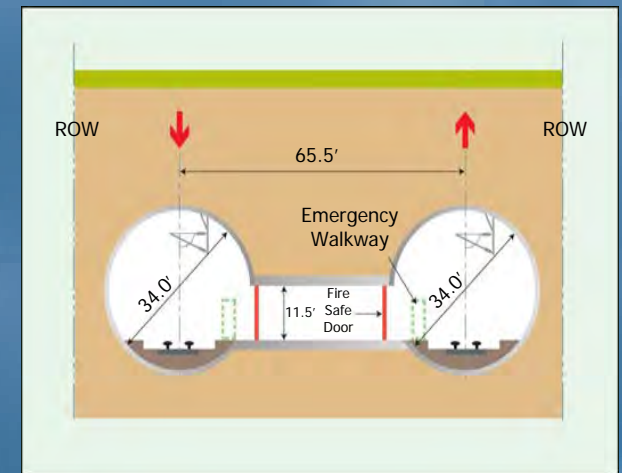 ROW
ROW
65.5'
Emergency
Walkway
34.0'
11.5'
Fire
Safe
Door
34.0'